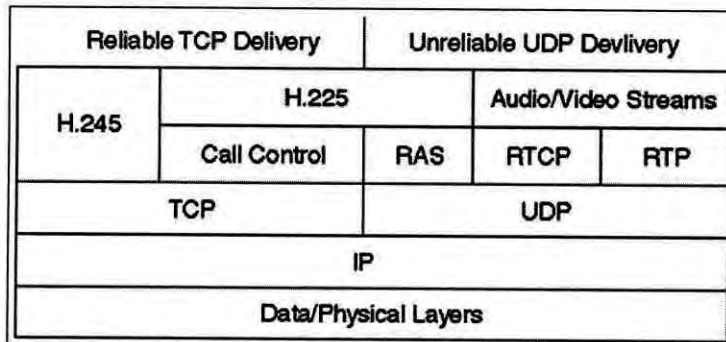 Reliable TCP Delivery Unreliable UDP Devlivery
H.245 H.225 Audio/Video Streams
Call Control RAS RTCP RTP
TCP UDP
IP
Data/Physical Layers